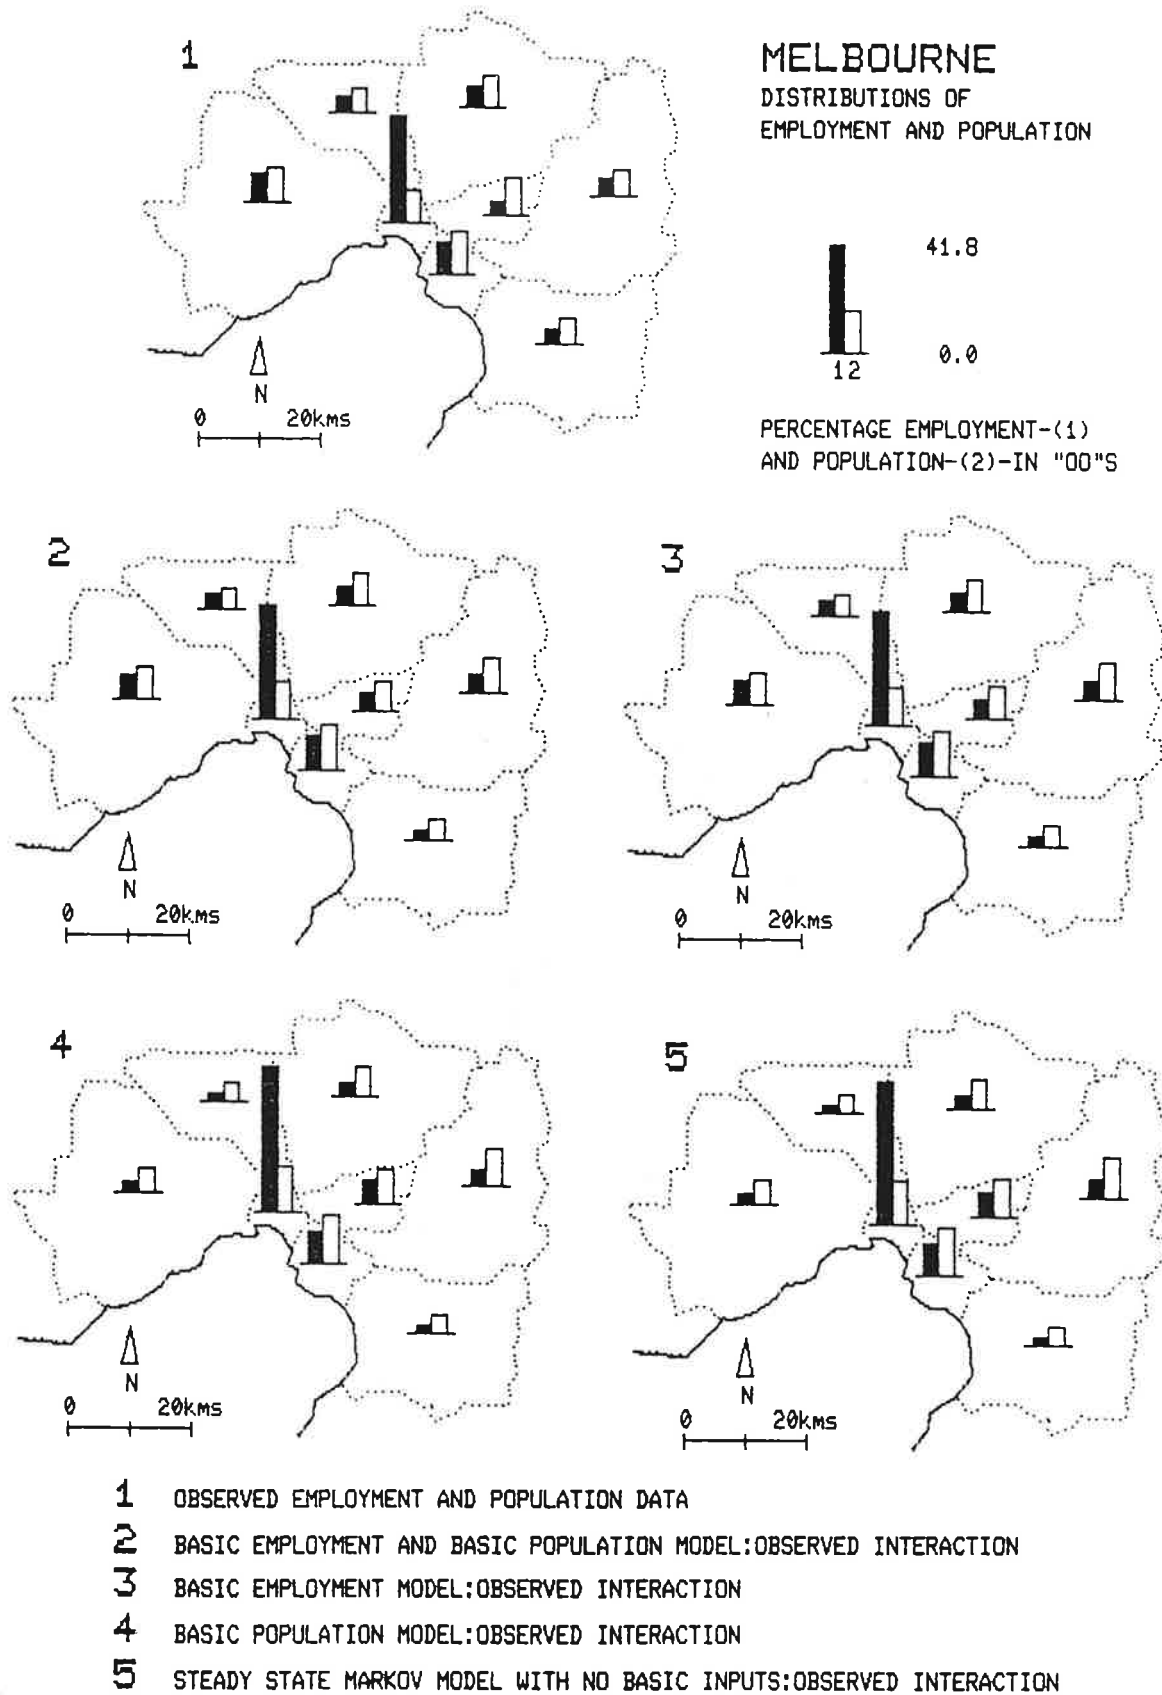 1
MELBOURNE
DISTRIBUTIONS OF
EMPLOYMENT AND POPULATION
41.8
0.0
12
N
0 20kms
PERCENTAGE EMPLOYMENT-(1)
AND POPULATION-(2)-IN "00"S
2
N
0 20kms
3
N
0 20kms
4
N
0 20kms
5
N
0 20kms
1 OBSERVED EMPLOYMENT AND POPULATION DATA
2 BASIC EMPLOYMENT AND BASIC POPULATION MODEL:OBSERVED INTERACTION
3 BASIC EMPLOYMENT MODEL:OBSERVED INTERACTION
4 BASIC POPULATION MODEL:OBSERVED INTERACTION
5 STEADY STATE MARKOV MODEL WITH NO BASIC INPUTS:OBSERVED INTERACTION